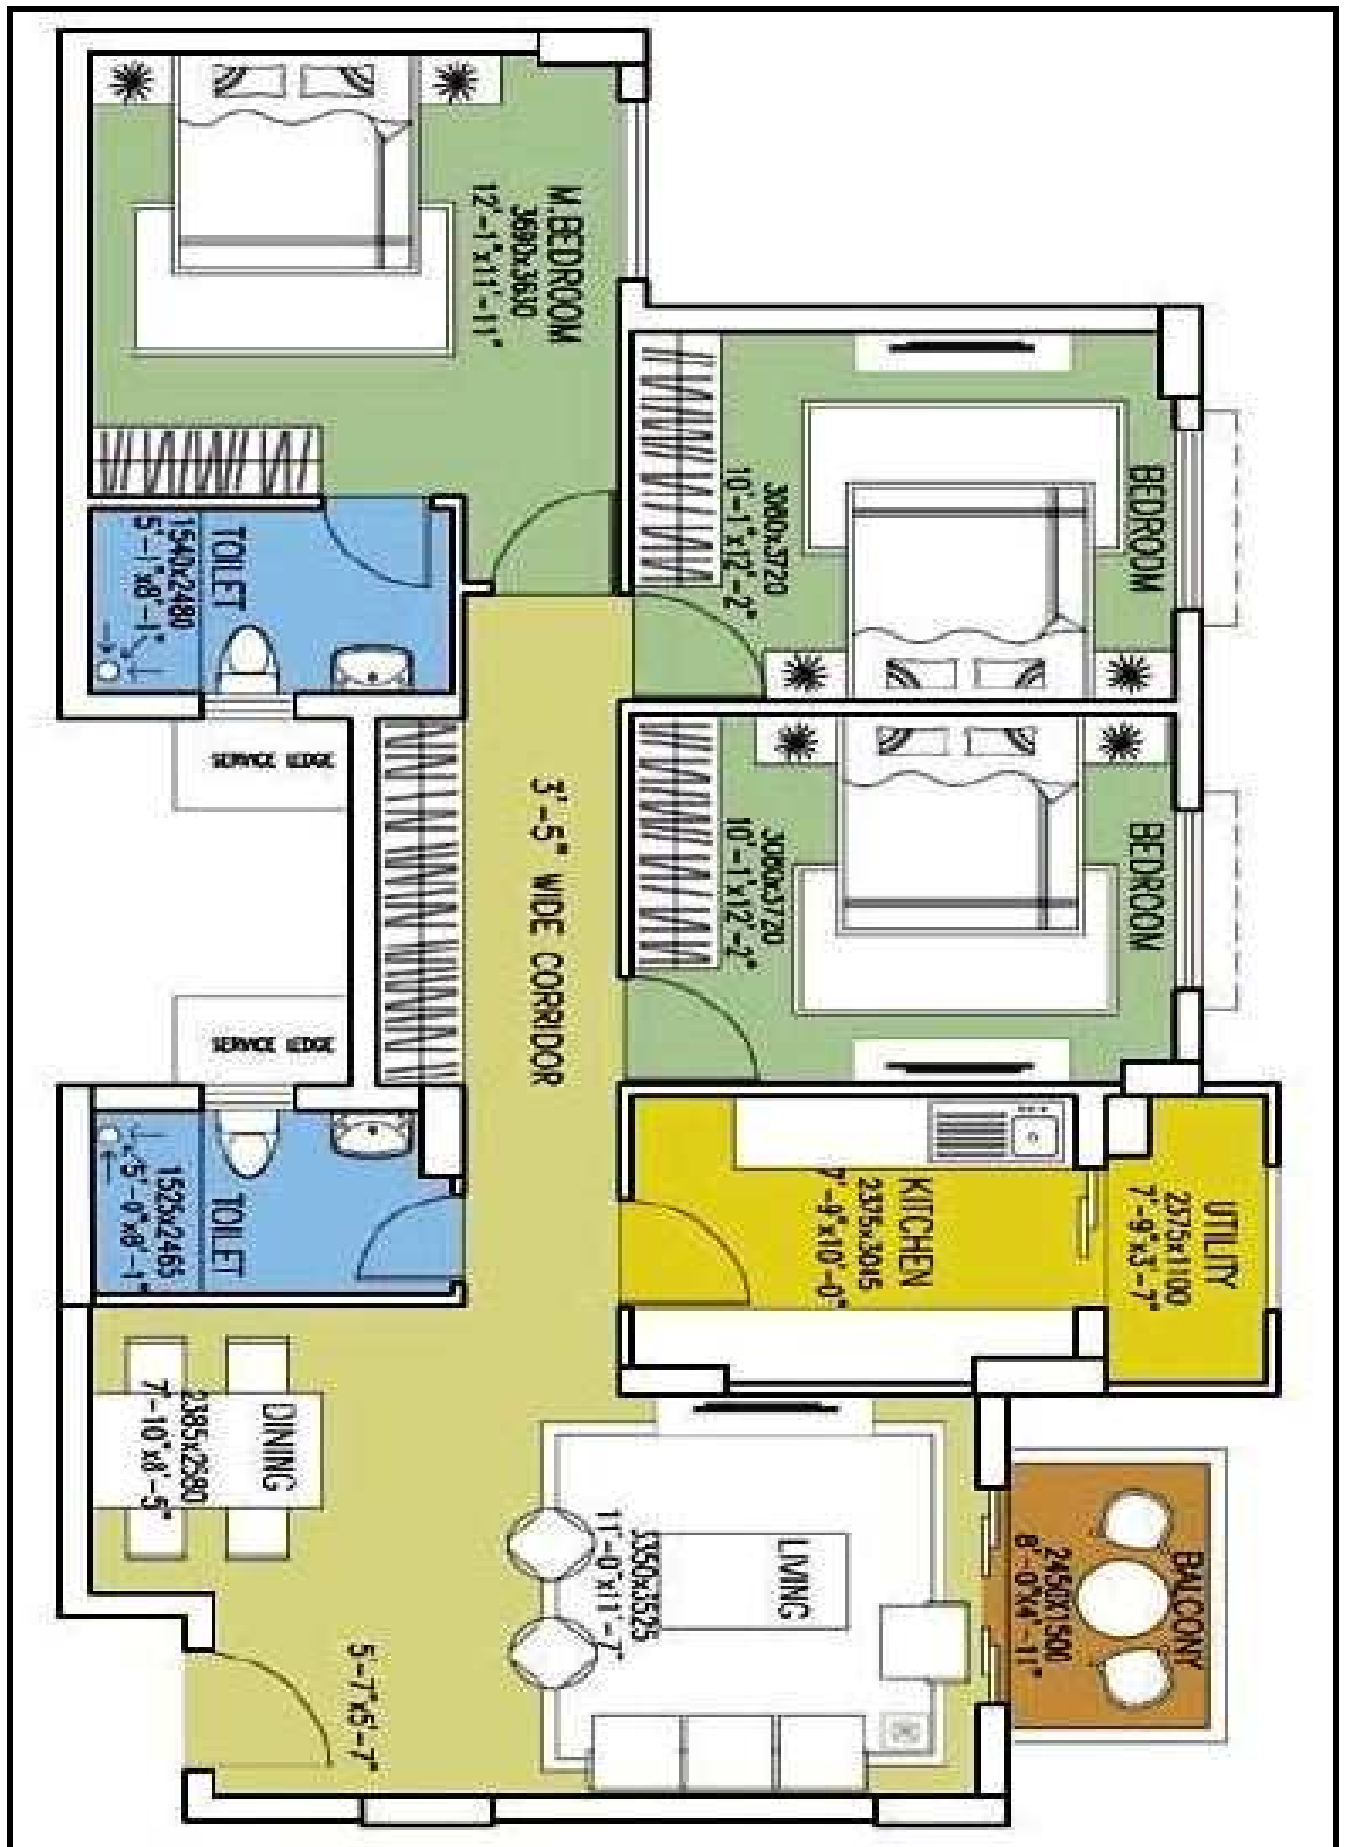 M.BEDROOM
3690x3610
12'-1"x11'-11"
BEDROOM
3080x3720
10'-1"x12'-2"
TOILET
1540x2480
5'-1"x8'-1"
SERVICE LEDGE
3'-5" WIDE CORRIDOR
BEDROOM
3080x3720
10'-1"x12'-2"
SERVICE LEDGE
TOILET
1525x2465
5'-0"x8'-1"
KITCHEN
2375x3045
7'-9"x10'-0"
UTILITY
2375x1100
7'-9"x3'-7"
DINING
2385x2580
7'-10"x8'-5"
LIVING
3350x3525
11'-0"x11'-7"
BALCONY
2450X1500
8'-0"X4'-11"
5'-7"x5'-7"